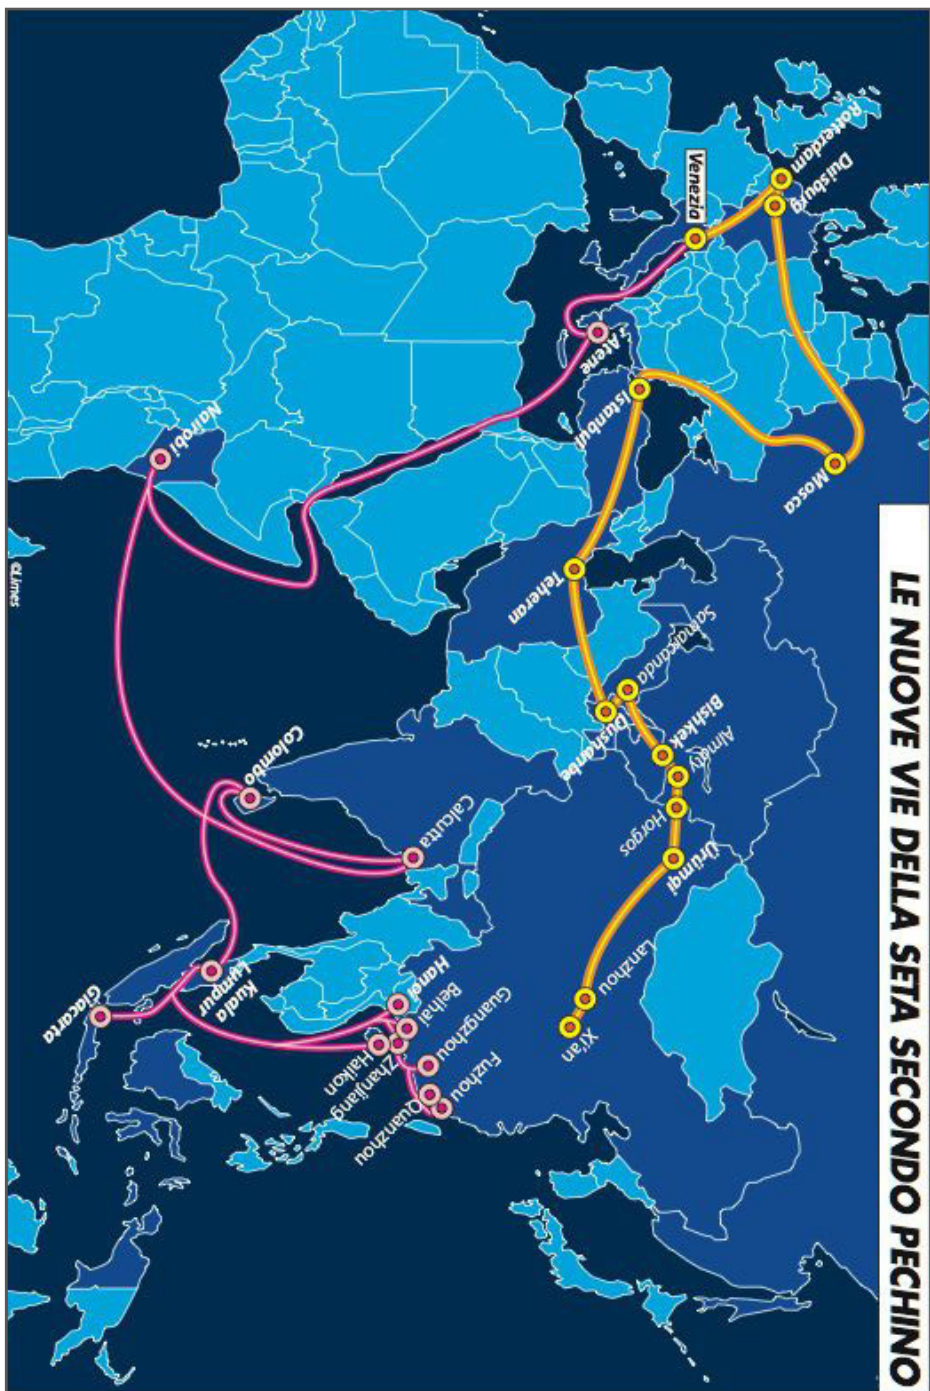 LE NUOVE VIE DELLA SETA SECONDO PECHINO
Rotterdam
Duisburg
Mosca
Venezia
Atene
Istanbul
Teheran
Samarcanda
Dushanbe
Bishkek
Almaty
Horgos
Ürümqi
Lanzhou
Xi'an
Nairobi
Colombo
Calcutta
Kuala
Lumpur
Giacarta
Hanoi
Beihai
Guangzhou
Fuzhou
Quanzhou
Zhanjiang
Haikon
©Limes